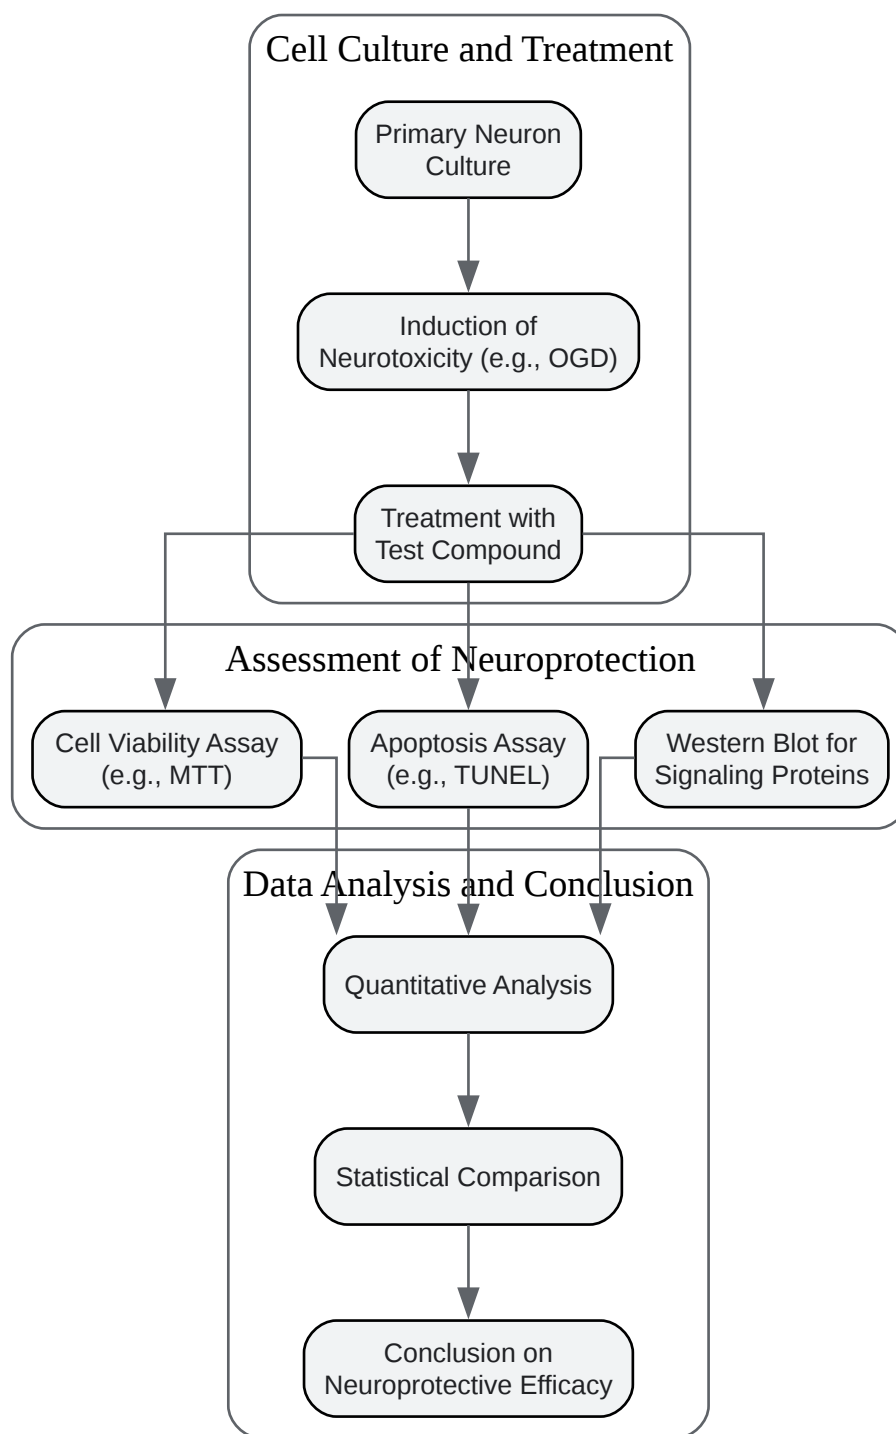 Cell Culture and Treatment
Primary Neuron
Culture
Induction of
Neurotoxicity (e.g., OGD)
Treatment with
Test Compound
Assessment of Neuroprotection
Cell Viability Assay
(e.g., MTT)
Apoptosis Assay
(e.g., TUNEL)
Western Blot for
Signaling Proteins
Data Analysis and Conclusion
Quantitative Analysis
Statistical Comparison
Conclusion on
Neuroprotective Efficacy